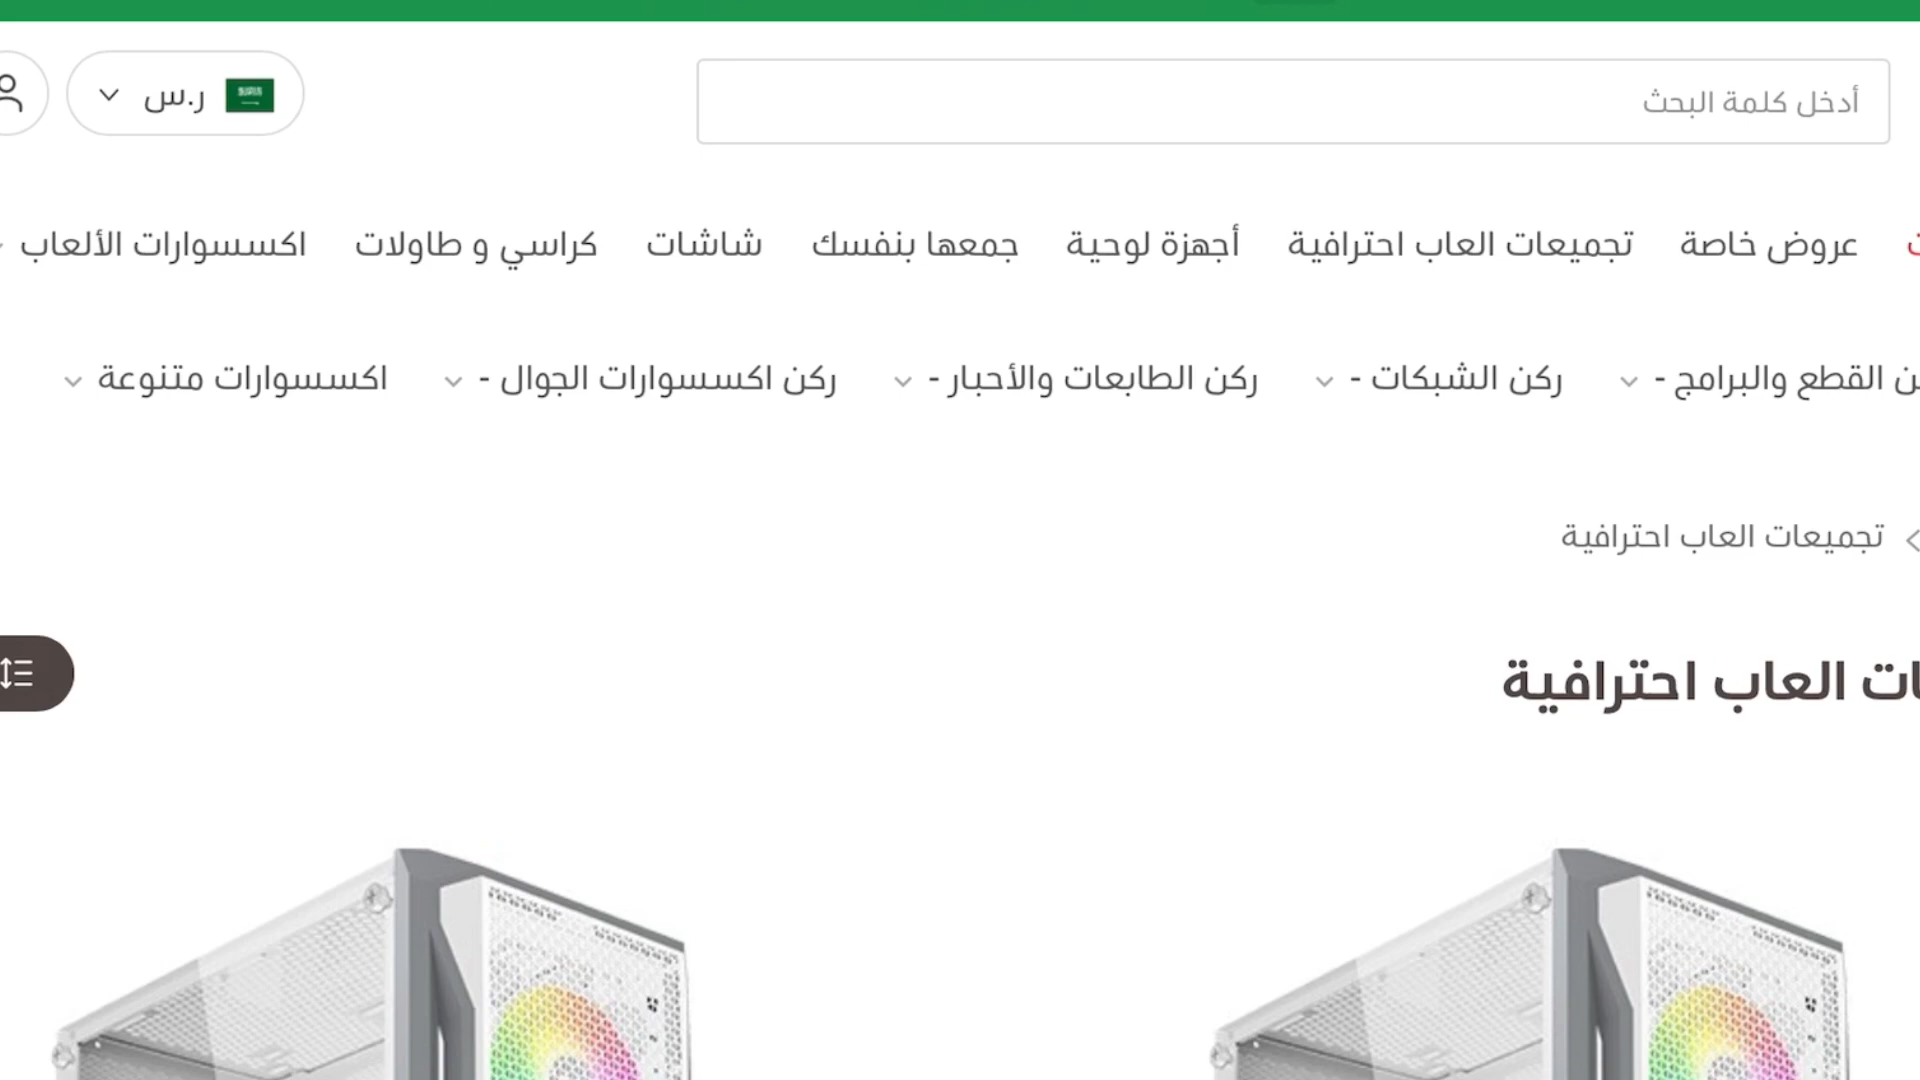 ر.س
أدخل كلمة البحث
عروض خاصة تجميعات العاب احترافية أجهزة لوحية جمعها بنفسك شاشات كراسي و طاولات اكسسوارات الألعاب
القطع والبرامج - ركن الشبكات - ركن الطابعات والأحبار - ركن اكسسوارات الجوال - اكسسوارات متنوعة
تجميعات العاب احترافية
العاب احترافية